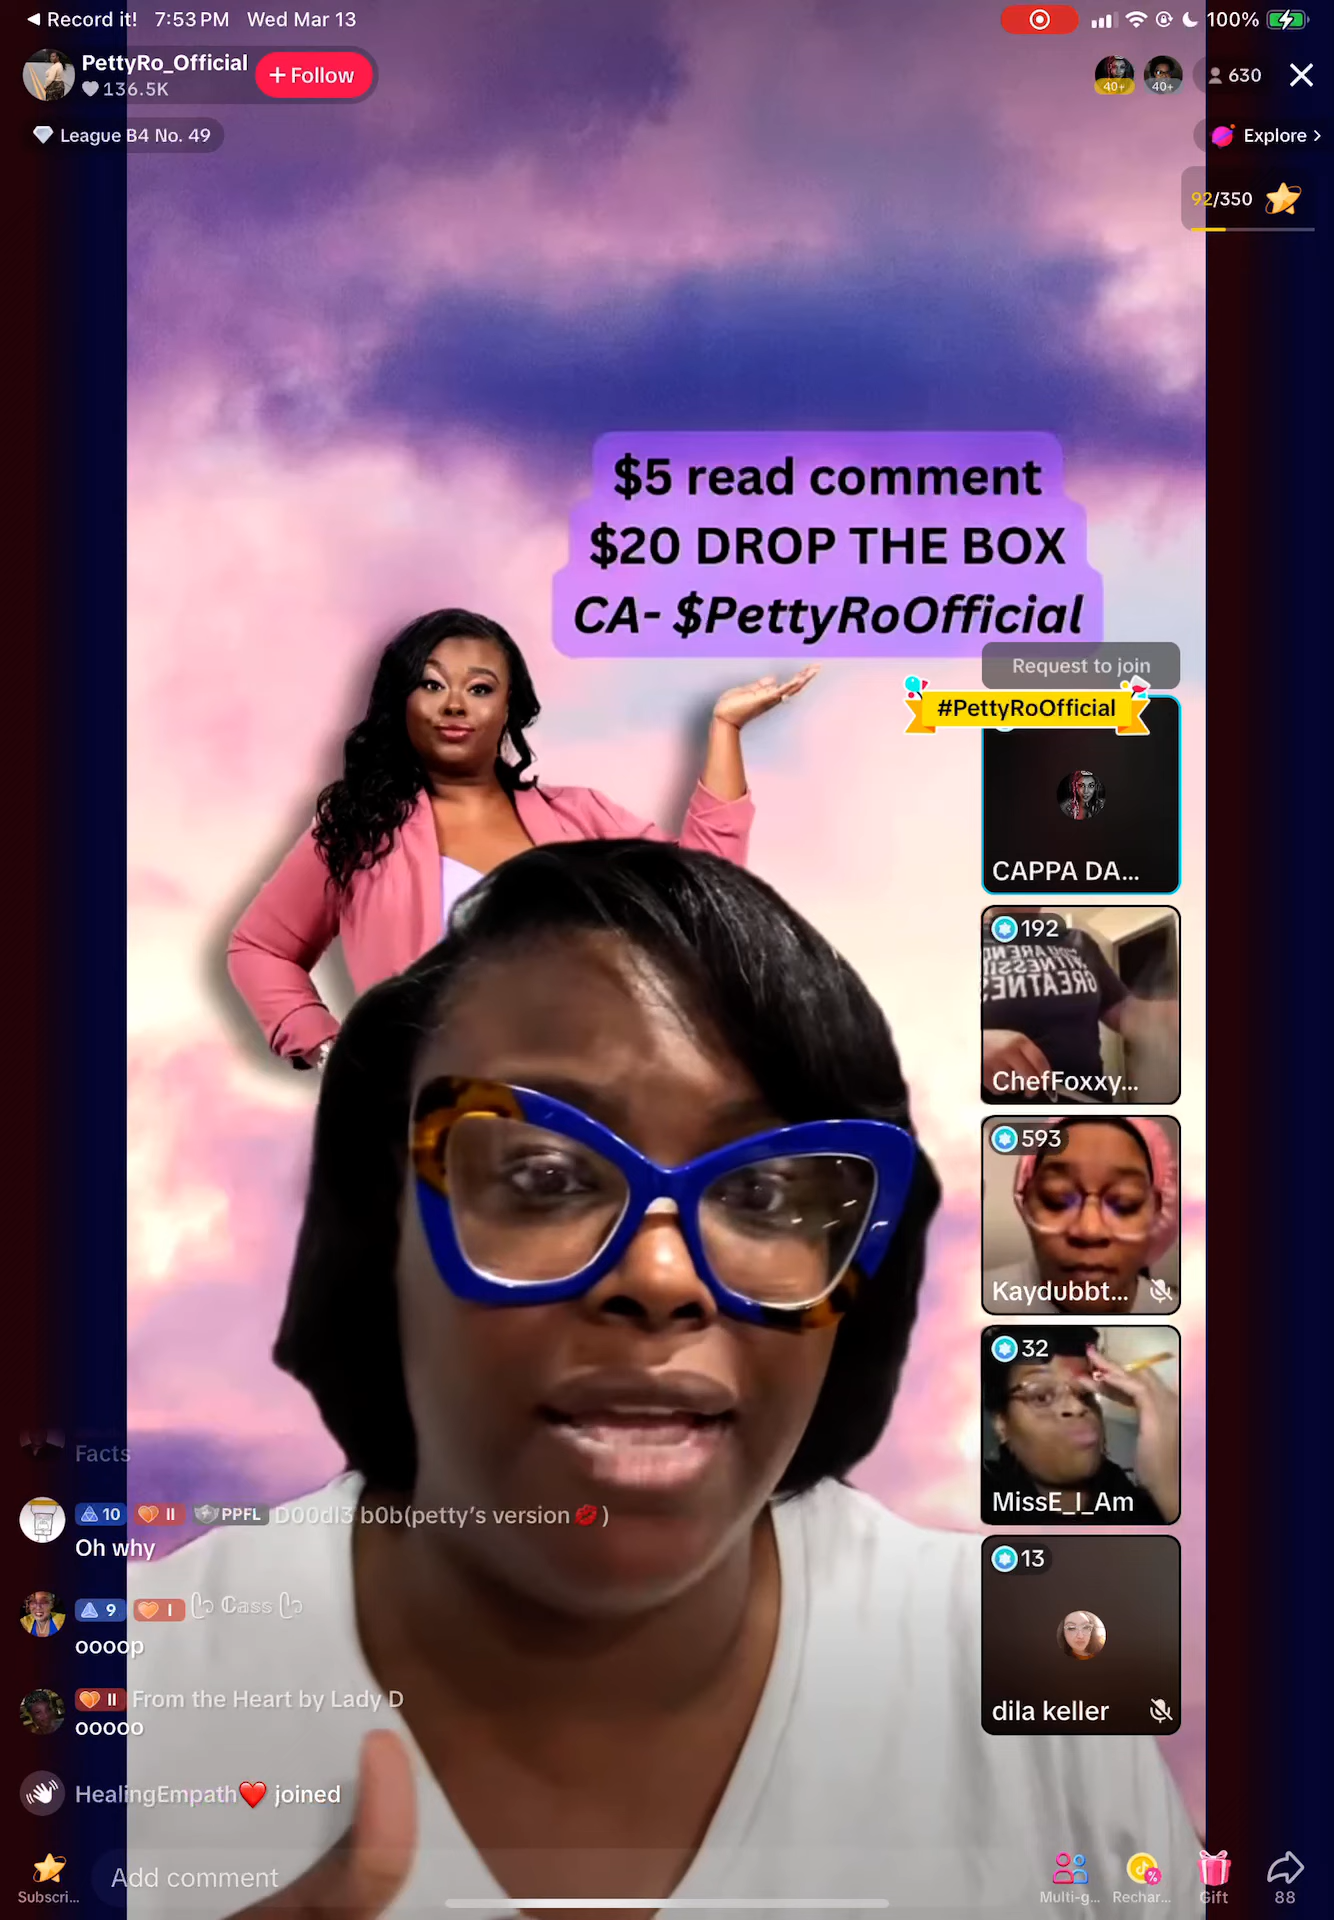 Record it! 7:53 PM Wed Mar 13 100%
PettyRo_Official
136.5K
+ Follow
40+ 40+ 630
League B4 No. 49
Explore >
92/350
$5 read comment
$20 DROP THE BOX
CA- $PettyRoOfficial
Request to join
#PettyRoOfficial
CAPPA DA...
192
GREATNES
ChefFoxxy...
593
Kaydubbt...
32
MissE_I_Am
13
dila keller
Facts
10 II PPFL D00dl3 b0b(petty's version💋)
Oh why
9 I ℂ𝕒𝕤𝕤
oooop
II From the Heart by Lady D
ooooo
HealingEmpath❤️ joined
Subscri...
Add comment
Multi-g...
Rechar...
Gift
88